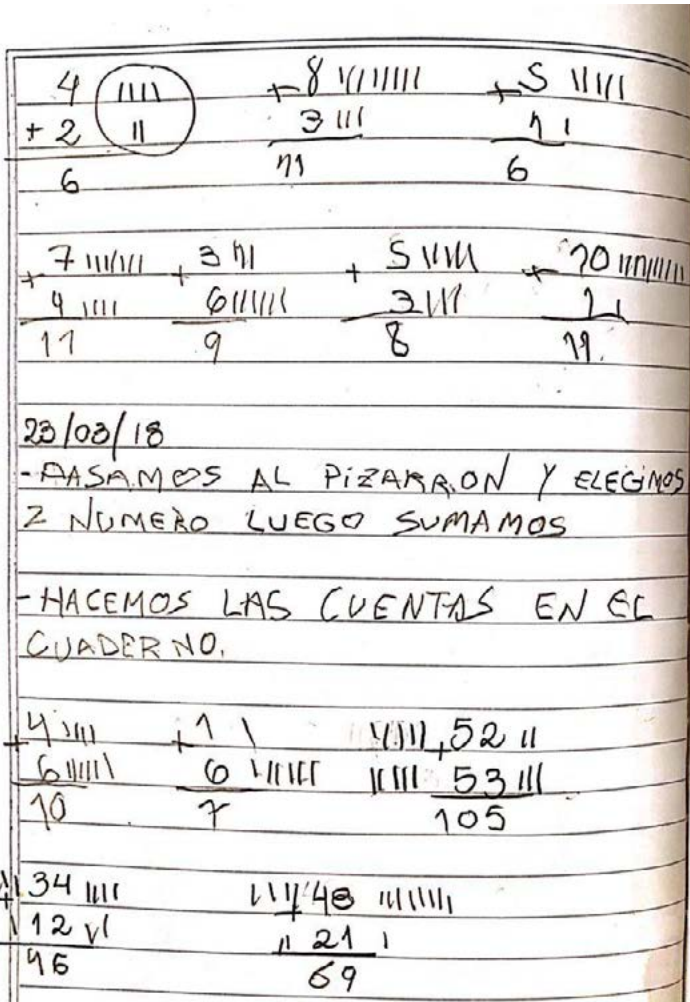 4 |||| + 8 |||||||| + 5 |||||
+ 2 || 3 ||| 1 |
6 11 6
+ 7 ||||||| + 3 ||| + 5 ||||| + 10 ||||||||||
4 |||| 6 |||||| 3 ||| 1 |
11 9 8 11.
23/03/18
-PASAMOS AL PIZARRON Y ELEGIMOS
2 NUMERO LUEGO SUMAMOS
-HACEMOS LAS CUENTAS EN EL
CUADERNO.
+ 4 |||| + 1 | ||||| + 52 ||
6 |||||| 6 |||||| ||||| 53 |||
10 7 105
||| + 34 |||| |||| + 48 ||||||||
| 12 || || 21 |
46 69